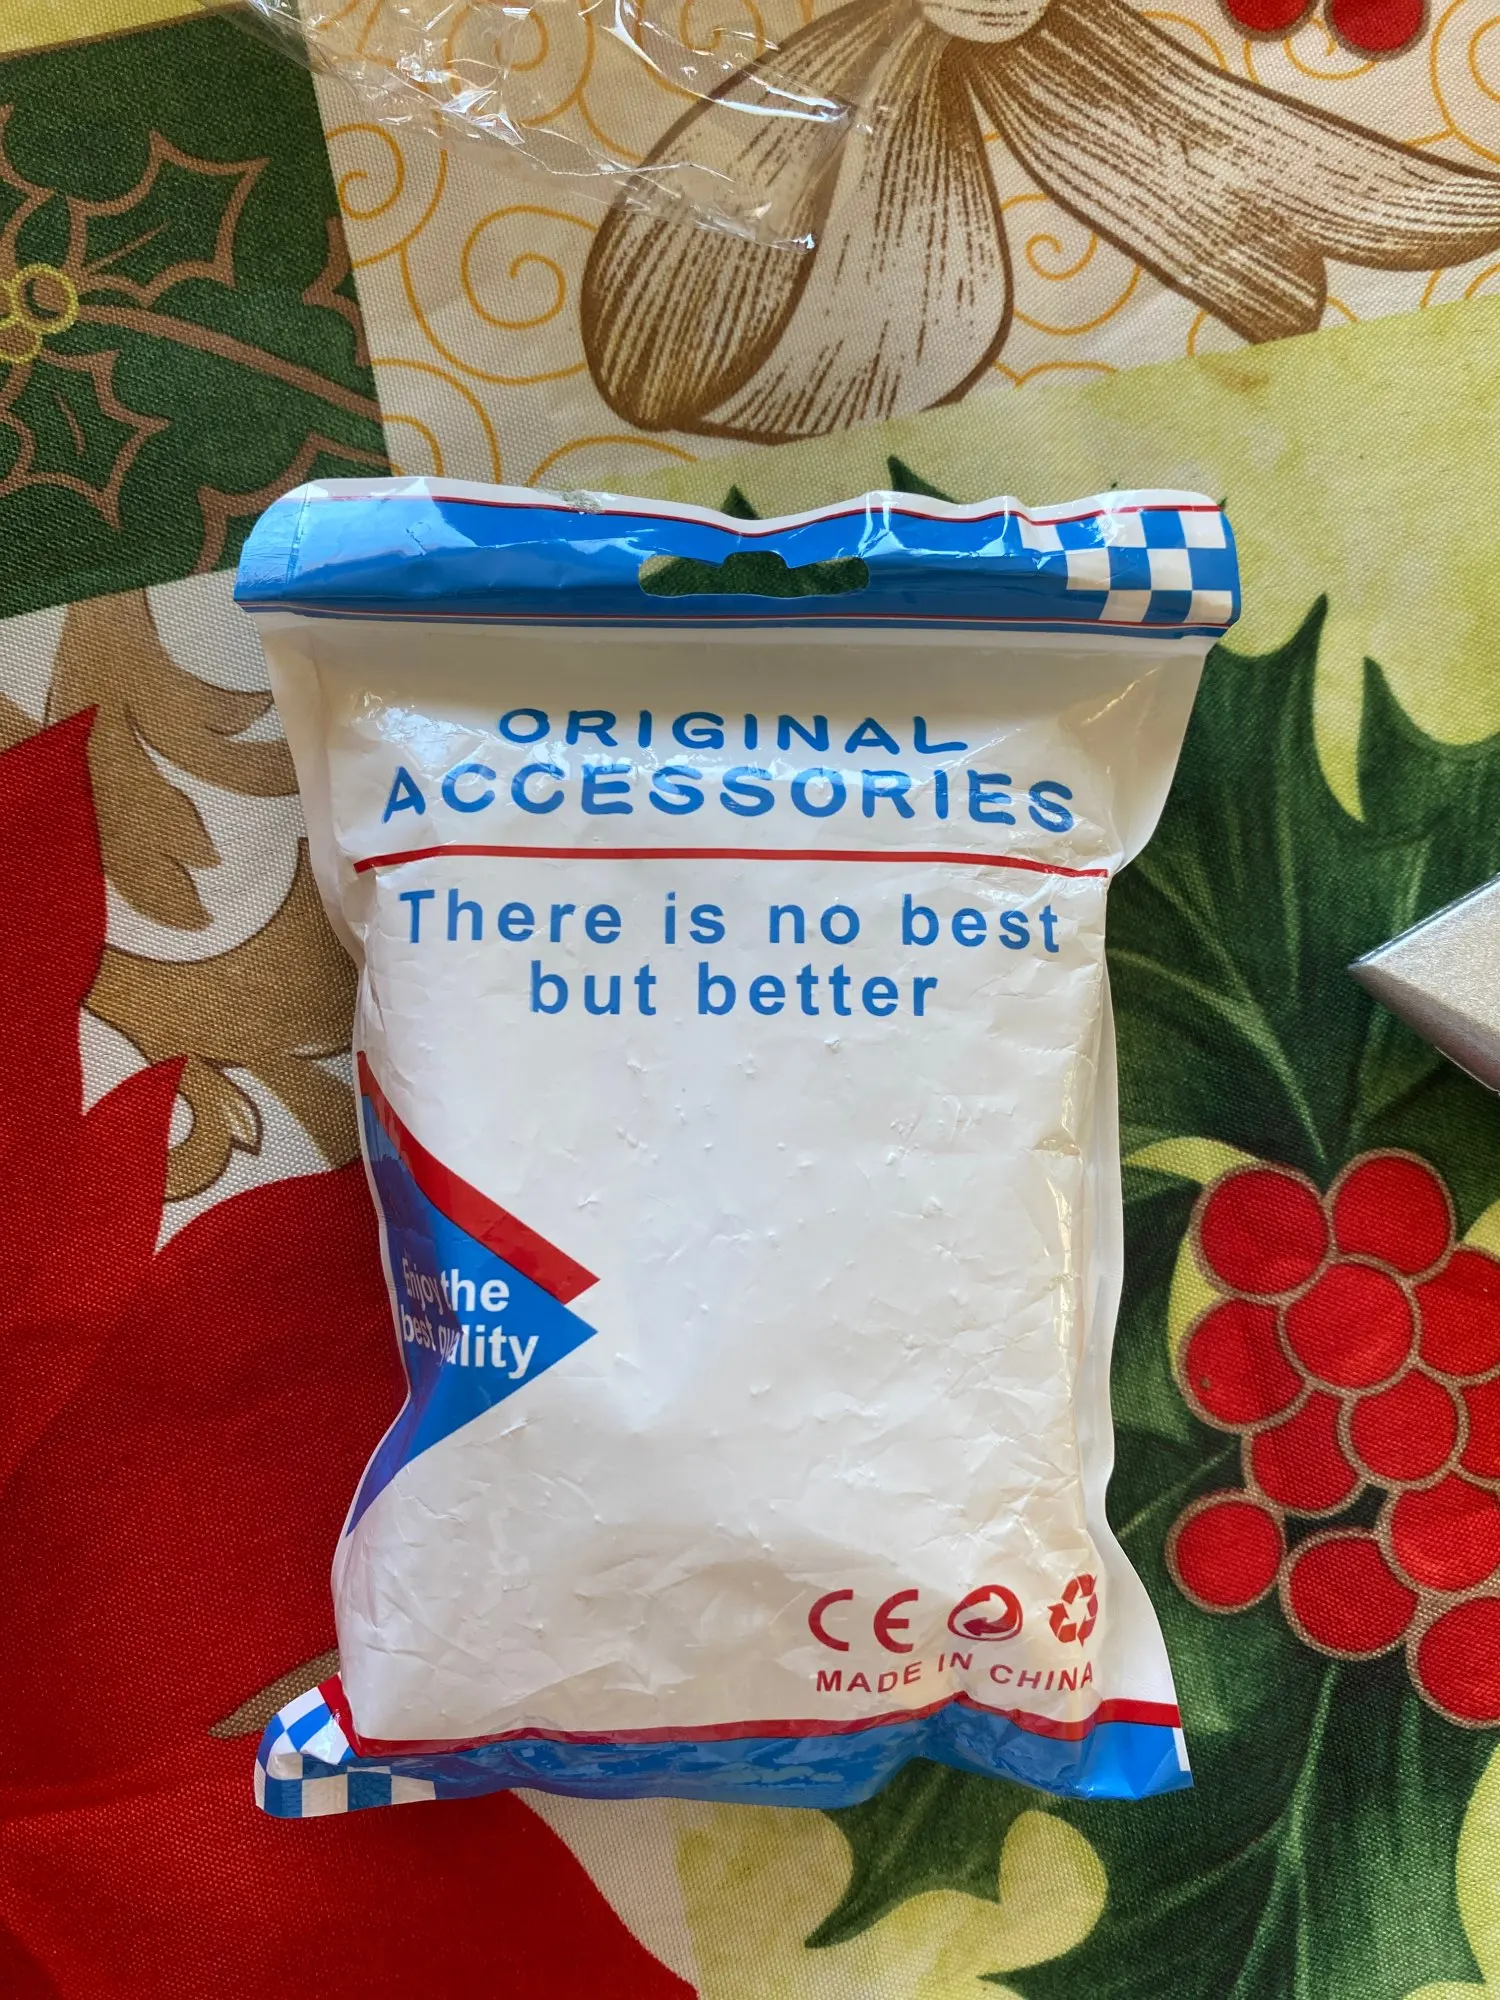 ORIGINAL
ACCESSORIES
There is no best
but better
Enjoy the
best quality
CE
MADE IN CHINA